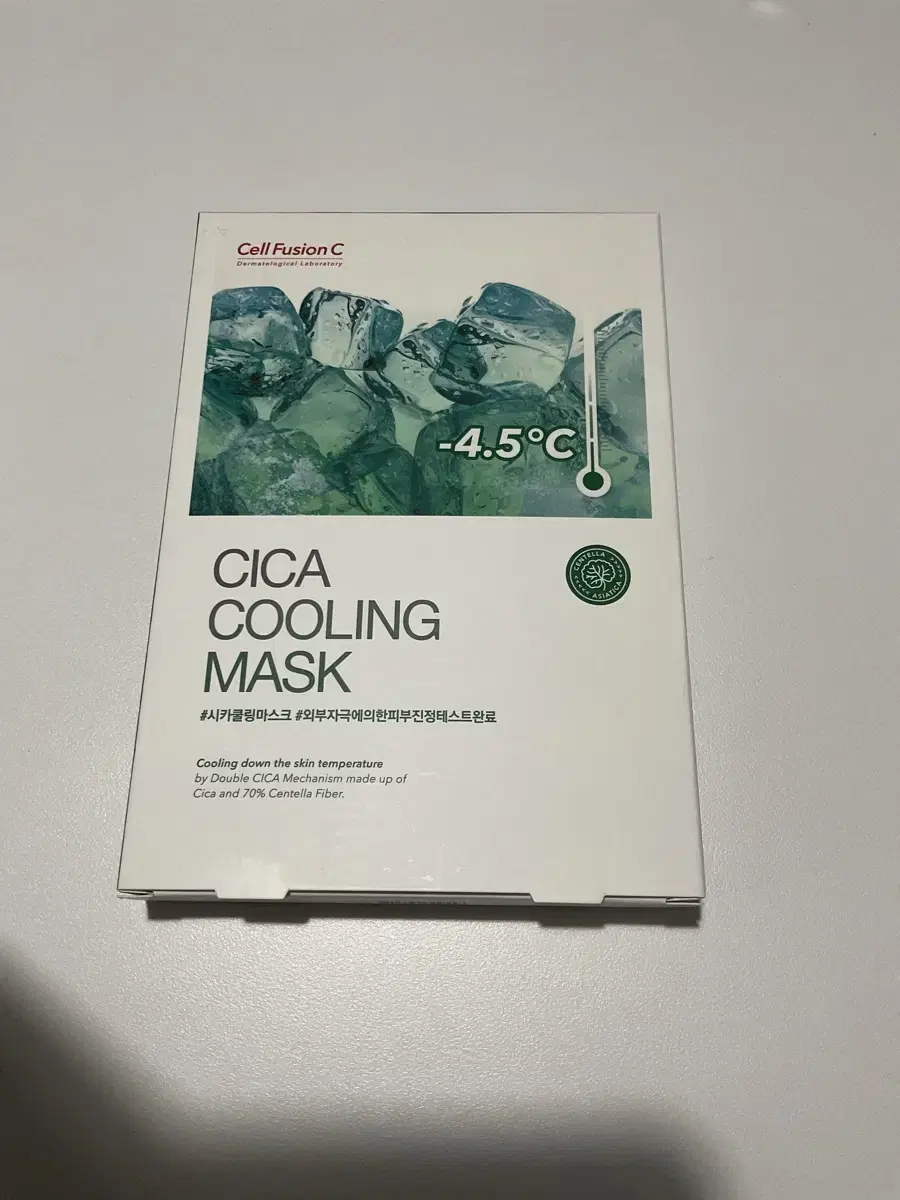 Cell Fusion C
Dermatological Laboratory
-4.5°C
CENTELLA
ASIATICA
CICA
COOLING
MASK
#시카쿨링마스크 #외부자극에의한피부진정테스트완료
Cooling down the skin temperature
by Double CICA Mechanism made up of
Cica and 70% Centella Fiber.